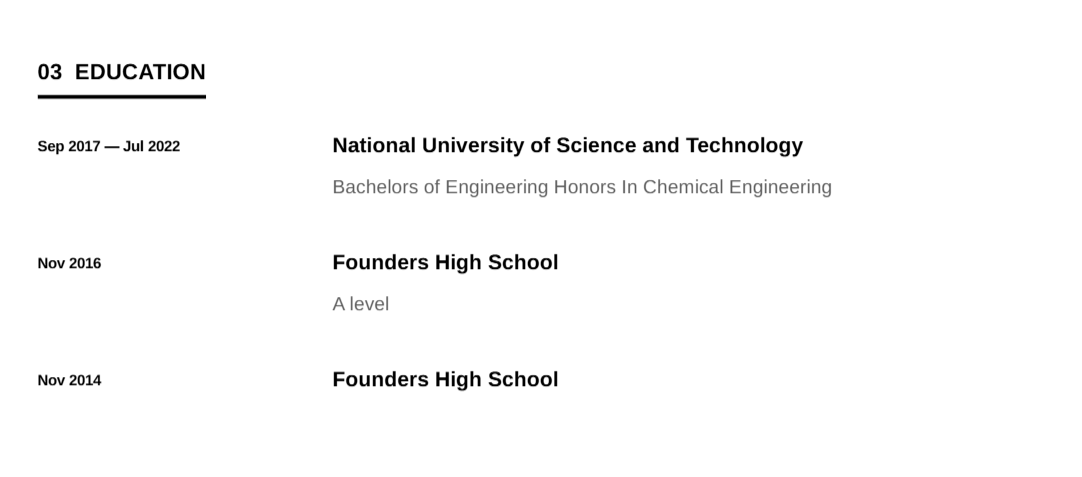 03 EDUCATION
Sep 2017 — Jul 2022
National University of Science and Technology
Bachelors of Engineering Honors In Chemical Engineering
Nov 2016
Founders High School
A level
Nov 2014
Founders High School